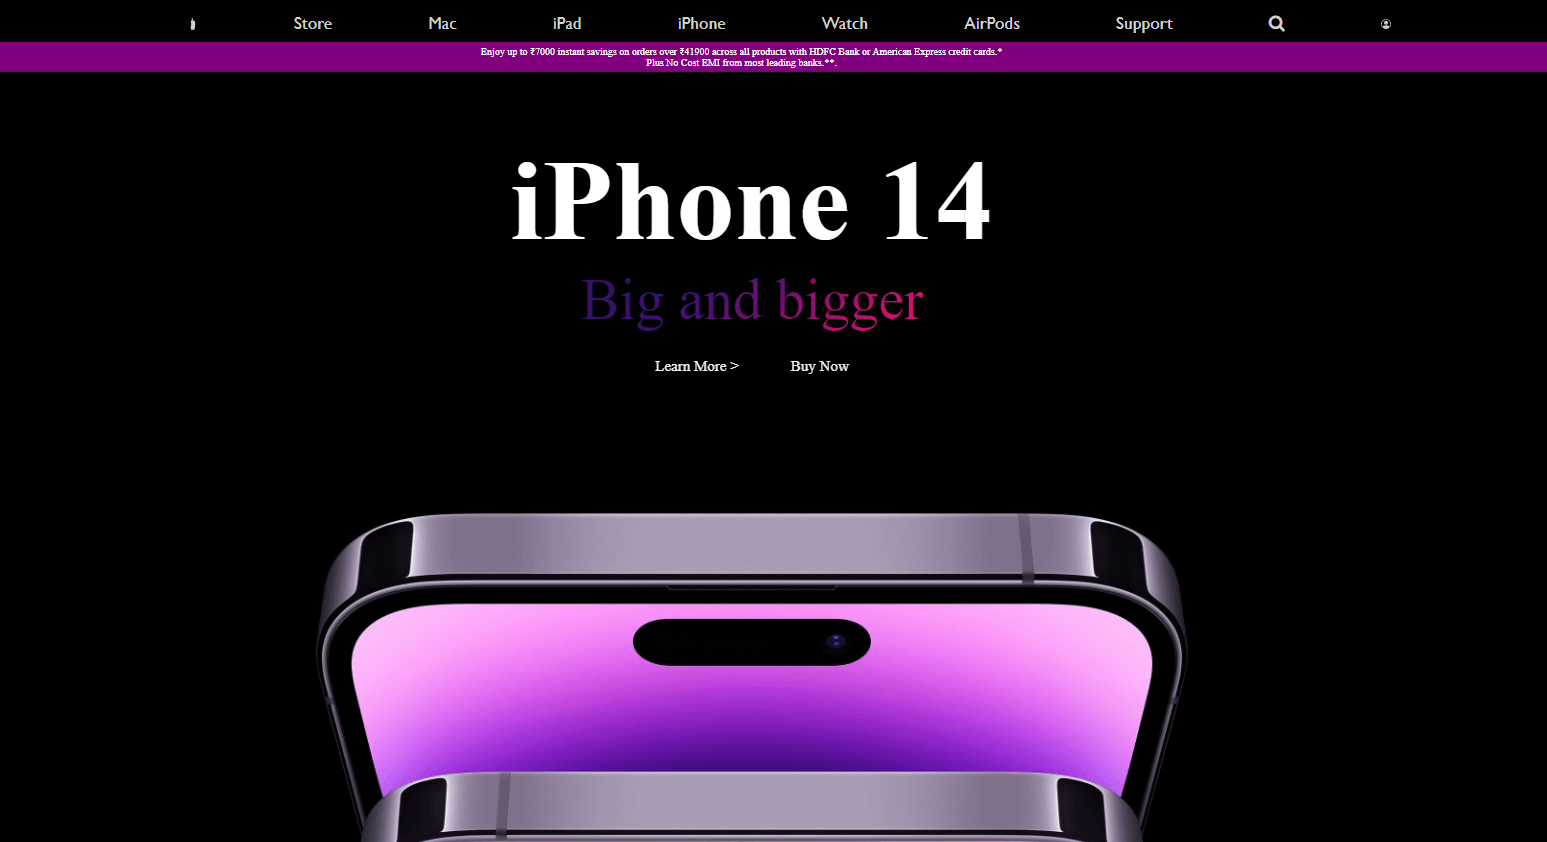 Store Mac iPad iPhone Watch AirPods Support
Enjoy up to ₹7000 instant savings on orders over ₹41900 across all products with HDFC Bank or American Express credit cards.*
Plus No Cost EMI from most leading banks.**.
iPhone 14
Big and bigger
Learn More > Buy Now